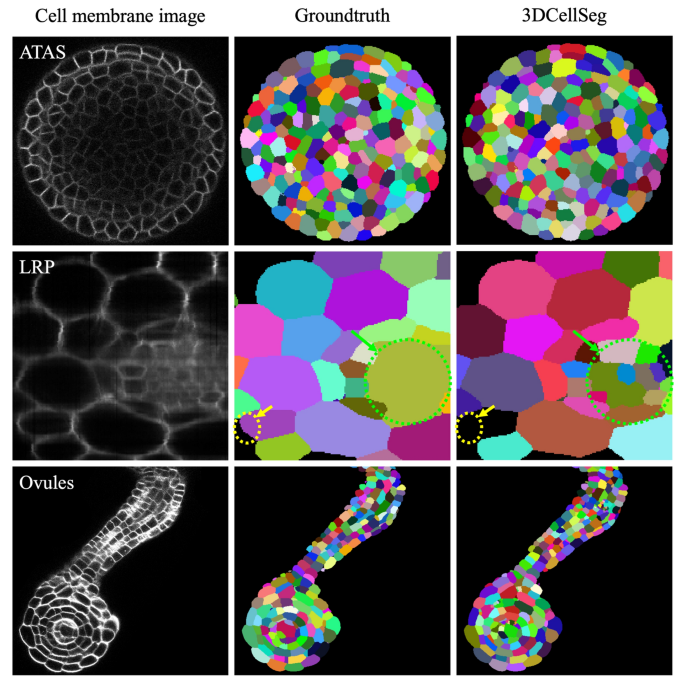 Cell membrane image Groundtruth 3DCellSeg
ATAS
LRP
Ovules